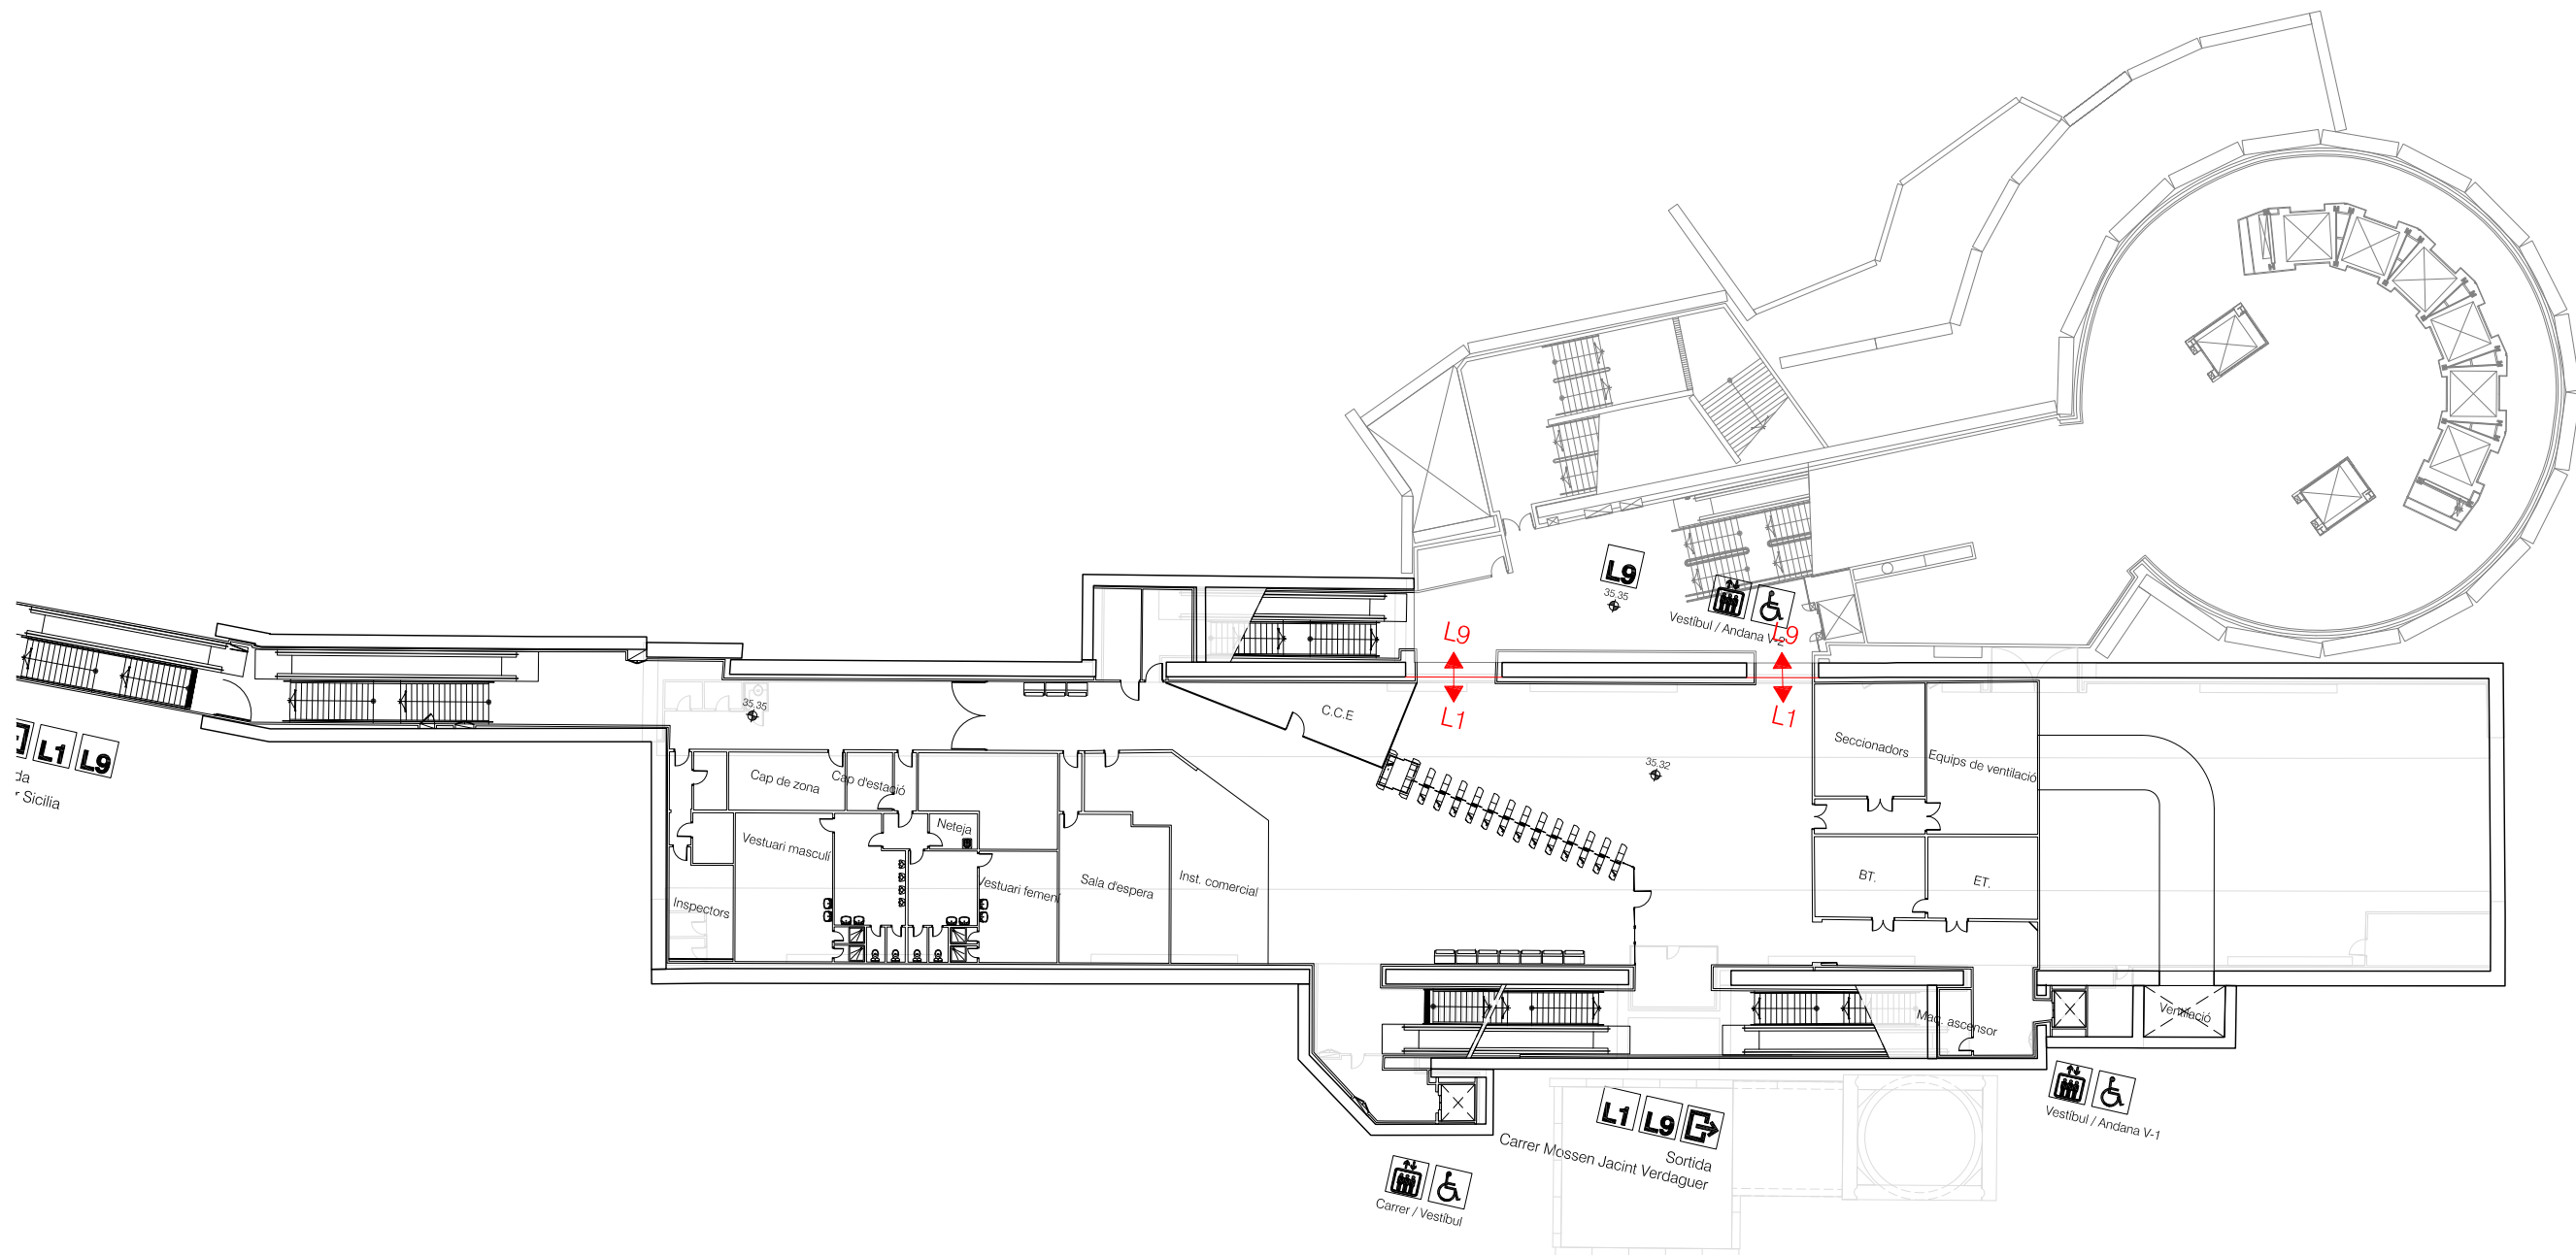 L9
35,35
Vestíbul / Andana V-2
L9
L9
L1
L1
35,35
C.C.E
35,32
Seccionadors
Equips de ventilació
L1
L9
Sicilia
Cap de zona
Cap d'estació
Neteja
Vestuari masculí
Vestuari femení
Sala d'espera
Inst. comercial
Inspectors
BT.
ET.
Maq. ascensor
Ventilació
Vestíbul / Andana V-1
L1
L9
Sortida
Carrer Mossen Jacint Verdaguer
Carrer / Vestíbul